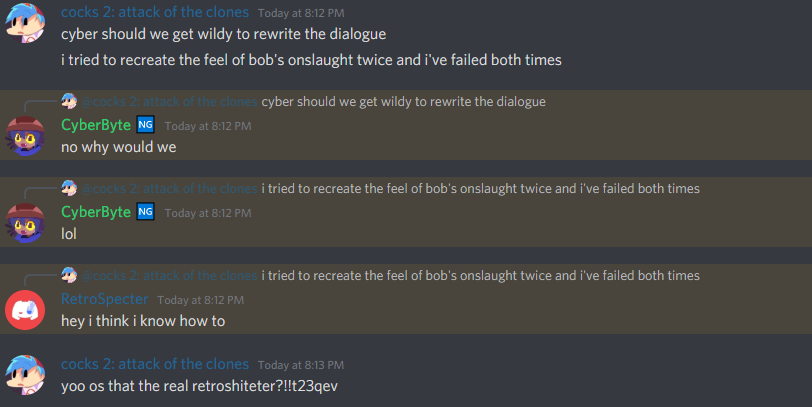 cocks 2: attack of the clones Today at 8:12 PM
cyber should we get wildy to rewrite the dialogue
i tried to recreate the feel of bob's onslaught twice and i've failed both times
@cocks 2: attack of the clones cyber should we get wildy to rewrite the dialogue
CyberByte NG Today at 8:12 PM
no why would we
@cocks 2: attack of the clones i tried to recreate the feel of bob's onslaught twice and i've failed both times
CyberByte NG Today at 8:12 PM
lol
@cocks 2: attack of the clones i tried to recreate the feel of bob's onslaught twice and i've failed both times
RetroSpecter Today at 8:12 PM
hey i think i know how to
cocks 2: attack of the clones Today at 8:13 PM
yoo os that the real retroshiteter?!!t23qev